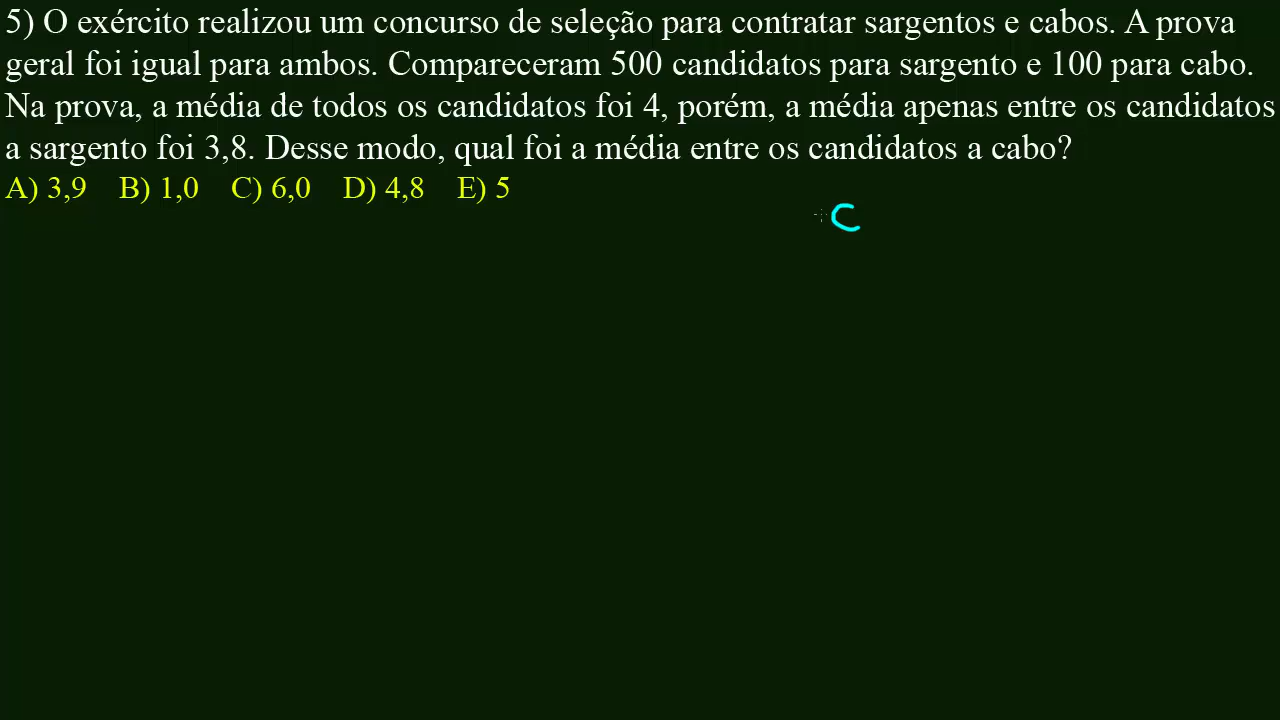 5) O exército realizou um concurso de seleção para contratar sargentos e cabos. A prova
geral foi igual para ambos. Compareceram 500 candidatos para sargento e 100 para cabo.
Na prova, a média de todos os candidatos foi 4, porém, a média apenas entre os candidatos
a sargento foi 3,8. Desse modo, qual foi a média entre os candidatos a cabo?
A) 3,9 B) 1,0 C) 6,0 D) 4,8 E) 5
C